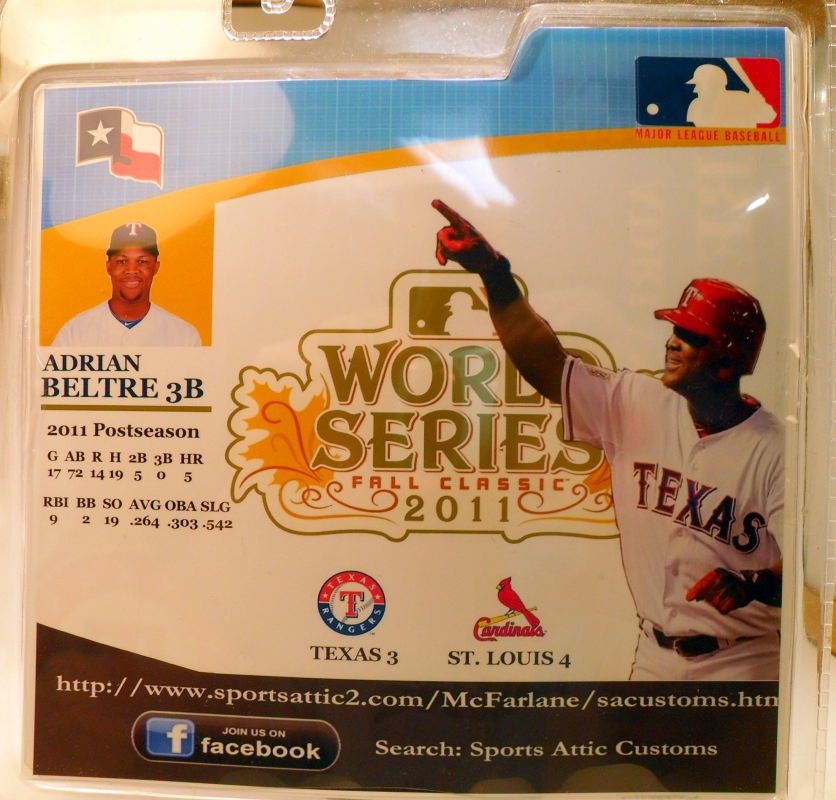 MAJOR LEAGUE BASEBALL
T
ADRIAN
BELTRE 3B
2011 Postseason
G AB R H 2B 3B HR
17 72 14 19 5 0 5
RBI BB SO AVG OBA SLG
9 2 19 .264 .303 .542
WORLD
SERIES
FALL CLASSIC
2011
T
TEXAS
TEXAS
RANGERS
T
Cardinals
TEXAS 3
ST. LOUIS 4
http://www.sportsattic2.com/McFarlane/sacustoms.htm
f
JOIN US ON
facebook
Search: Sports Attic Customs